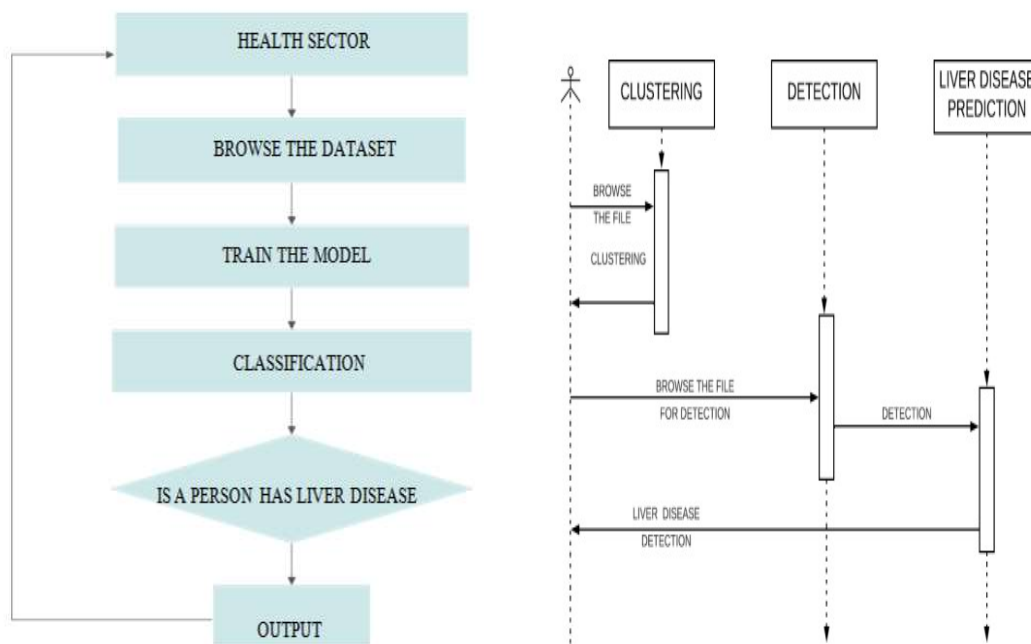 HEALTH SECTOR
BROWSE THE DATASET
TRAIN THE MODEL
CLASSIFICATION
IS A PERSON HAS LIVER DISEASE
OUTPUT
CLUSTERING
DETECTION
LIVER DISEASE
PREDICTION
BROWSE
THE FILE
CLUSTERING
BROWSE THE FILE
FOR DETECTION
DETECTION
LIVER DISEASE
DETECTION